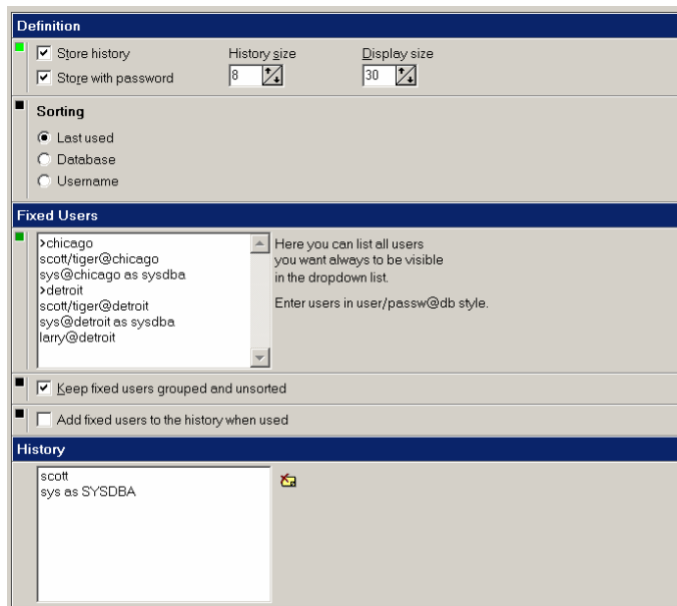 Definition
Store history
History size
Display size
Store with password
8
30
Sorting
Last used
Database
Username
Fixed Users
>chicago
scott/tiger@chicago
sys@chicago as sysdba
>detroit
scott/tiger@detroit
sys@detroit as sysdba
larry@detroit
Here you can list all users
you want always to be visible
in the dropdown list.
Enter users in user/passw@db style.
Keep fixed users grouped and unsorted
Add fixed users to the history when used
History
scott
sys as SYSDBA